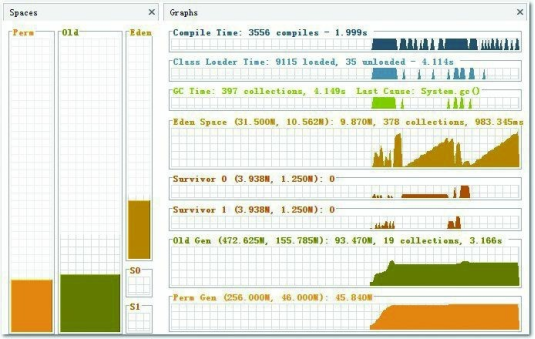 Spaces
Graphs
Perm
Old
Eden
S0
S1
Compile Time: 3556 compiles - 1.999s
Class Loader Time: 9115 loaded, 35 unloaded - 4.114s
GC Time: 397 collections, 4.149s Last Cause: System.gc()
Eden Space (31.500M, 10.562M): 9.870M, 378 collections, 983.345ms
Survivor 0 (3.938M, 1.250M): 0
Survivor 1 (3.938M, 1.250M): 0
Old Gen (472.625M, 155.785M): 93.470M, 19 collections, 3.166s
Perm Gen (256.000M, 46.000M): 45.840M